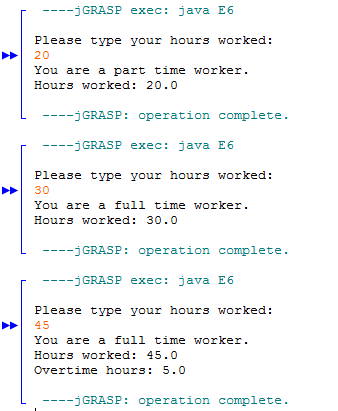 ----jGRASP exec: java E6
Please type your hours worked:
20
You are a part time worker.
Hours worked: 20.0
----jGRASP: operation complete.
----jGRASP exec: java E6
Please type your hours worked:
30
You are a full time worker.
Hours worked: 30.0
----jGRASP: operation complete.
----jGRASP exec: java E6
Please type your hours worked:
45
You are a full time worker.
Hours worked: 45.0
Overtime hours: 5.0
----jGRASP: operation complete.